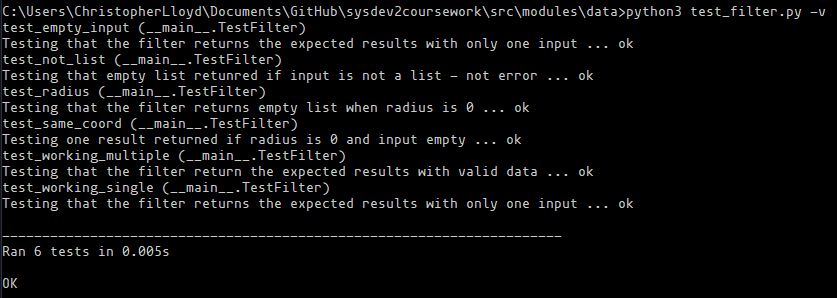 C:\Users\ChristopherLloyd\Documents\GitHub\sysdev2coursework\src\modules\data>python3 test_filter.py -v
test_empty_input (__main__.TestFilter)
Testing that the filter returns the expected results with only one input ... ok
test_not_list (__main__.TestFilter)
Testing that empty list retunred if input is not a list - not error ... ok
test_radius (__main__.TestFilter)
Testing that the filter returns empty list when radius is 0 ... ok
test_same_coord (__main__.TestFilter)
Testing one result returned if radius is 0 and input empty ... ok
test_working_multiple (__main__.TestFilter)
Testing that the filter return the expected results with valid data ... ok
test_working_single (__main__.TestFilter)
Testing that the filter returns the expected results with only one input ... ok
----------------------------------------------------------------------
Ran 6 tests in 0.005s
OK